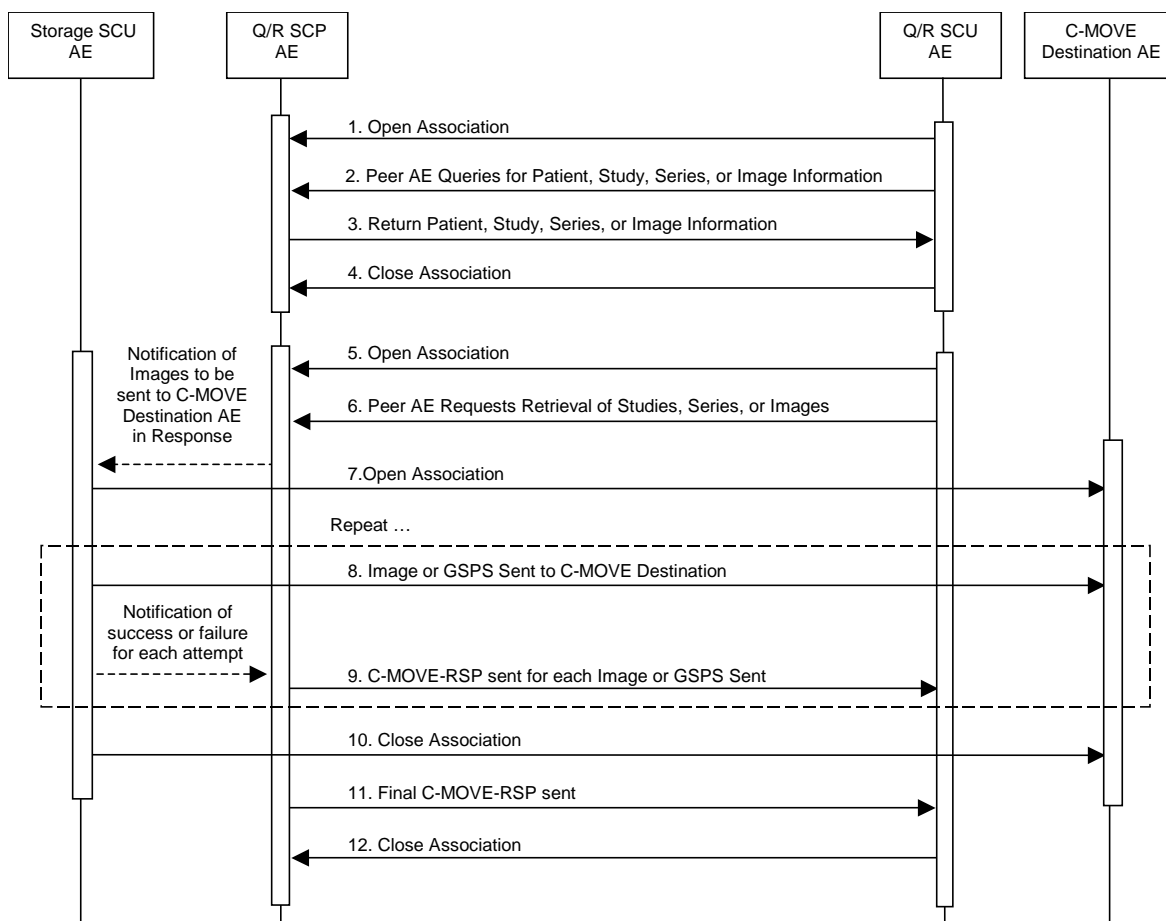 Storage SCU
AE
Q/R SCP
AE
Q/R SCU
AE
C-MOVE
Destination AE
1. Open Association
2. Peer AE Queries for Patient, Study, Series, or Image Information
3. Return Patient, Study, Series, or Image Information
4. Close Association
Notification of
Images to be
sent to C-MOVE
Destination AE
in Response
5. Open Association
6. Peer AE Requests Retrieval of Studies, Series, or Images
7.Open Association
Repeat …
8. Image or GSPS Sent to C-MOVE Destination
Notification of
success or failure
for each attempt
9. C-MOVE-RSP sent for each Image or GSPS Sent
10. Close Association
11. Final C-MOVE-RSP sent
12. Close Association